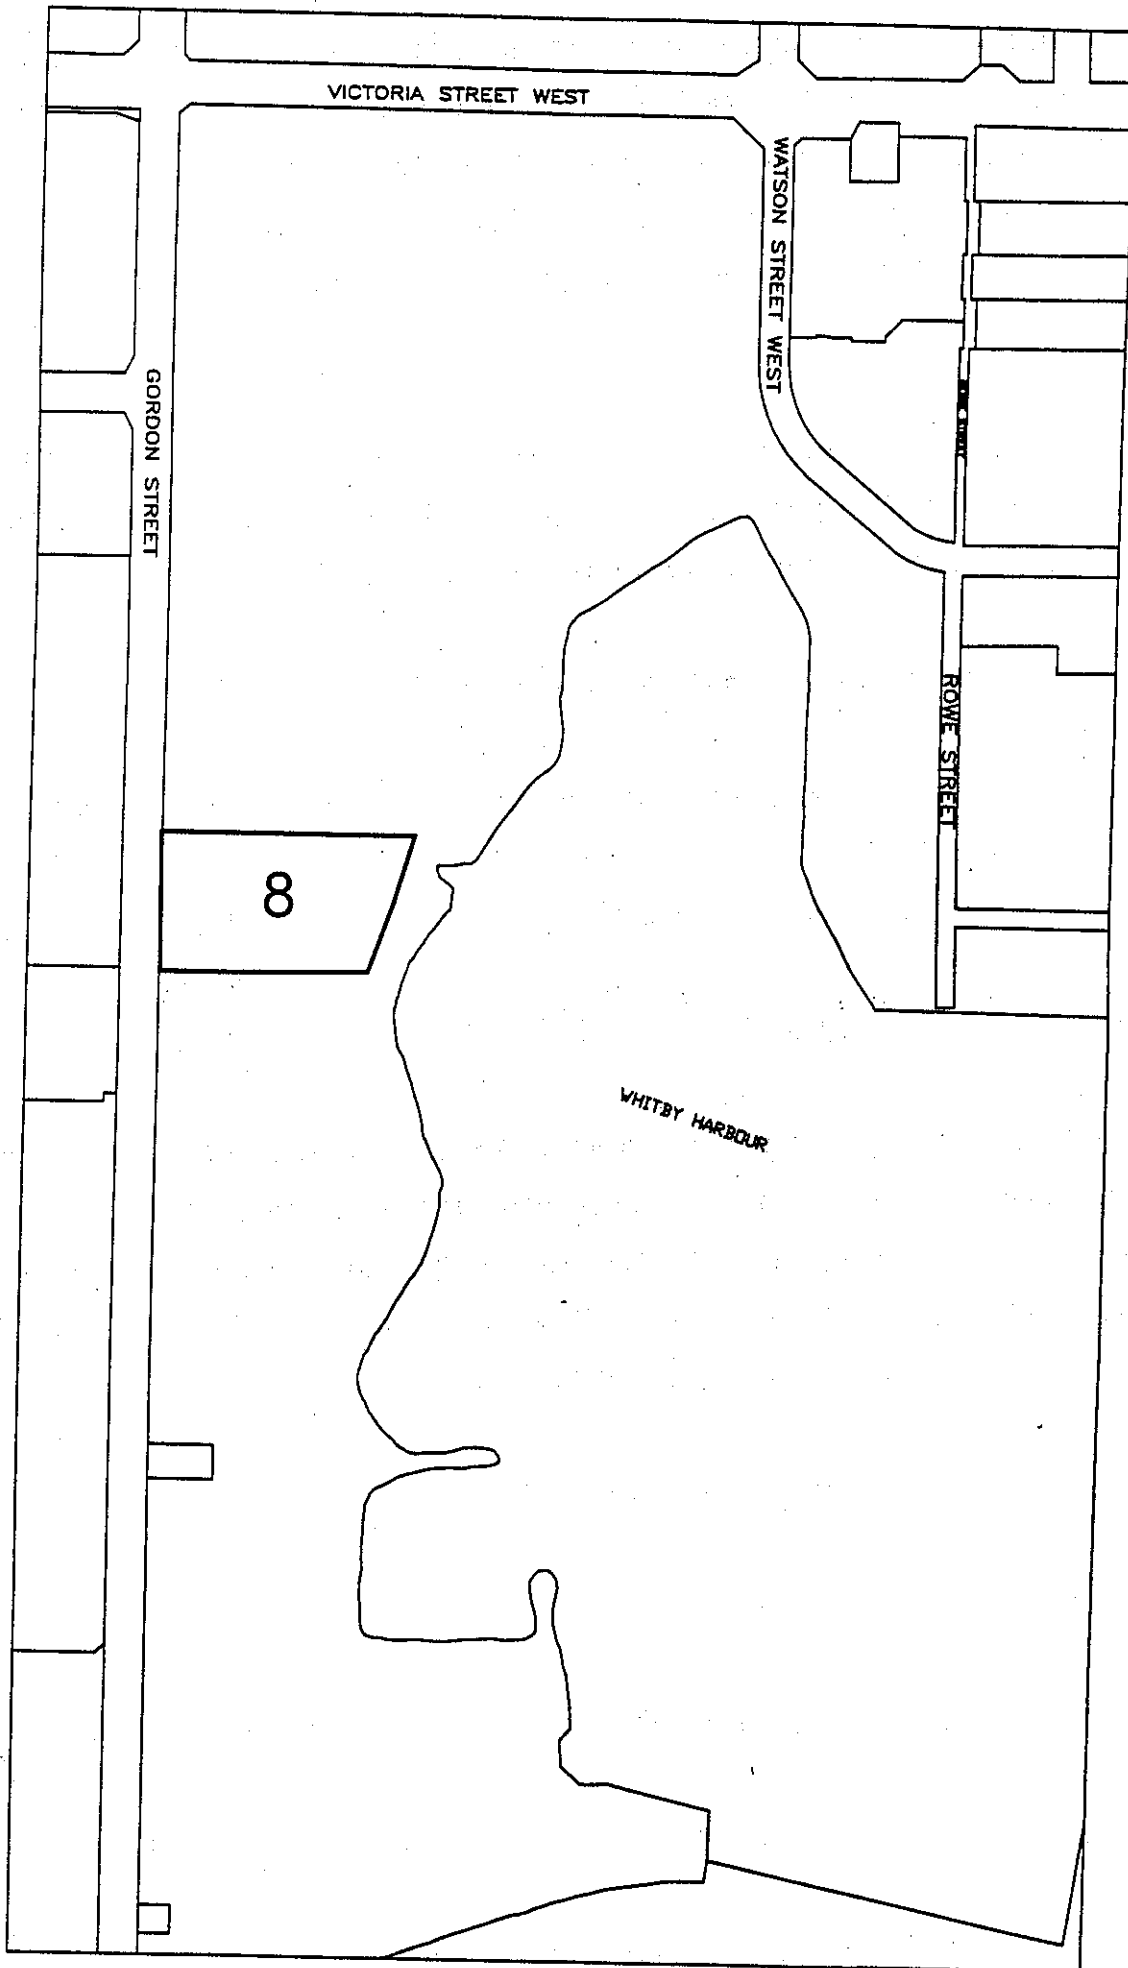 VICTORIA STREET WEST
WATSON STREET WEST
GORDON STREET
ROWE STREET
8
WHITBY HARBOUR